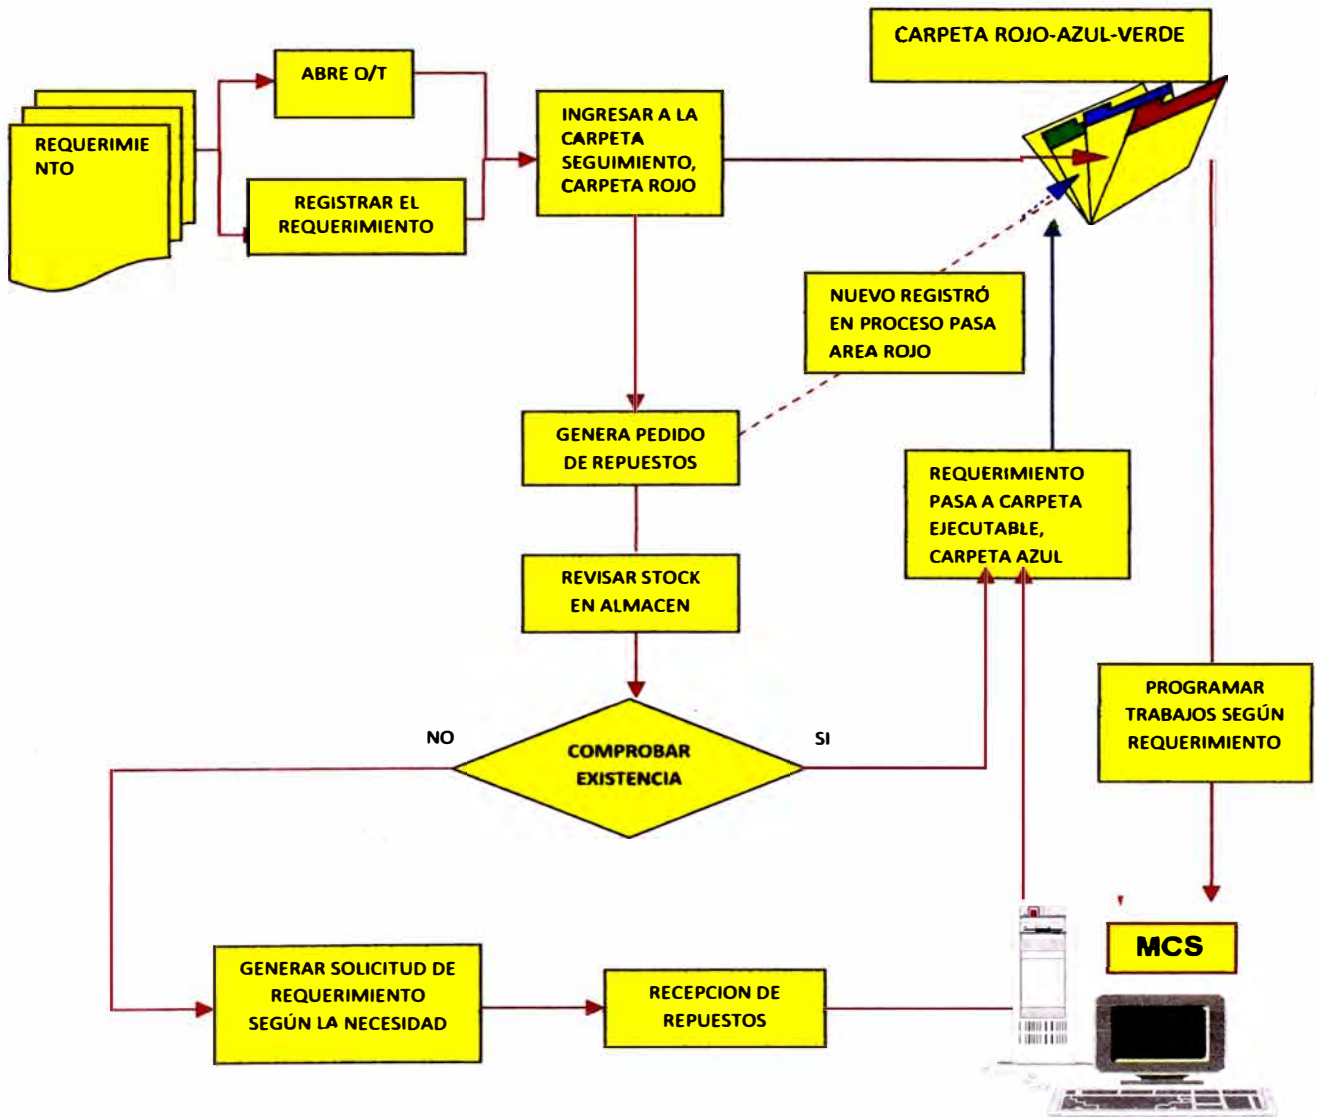 CARPETA ROJO-AZUL-VERDE
ABRE O/T
REQUERIMIE
NTO
INGRESAR A LA
CARPETA
SEGUIMIENTO,
CARPETA ROJO
REGISTRAR EL
REQUERIMIENTO
NUEVO REGISTRÓ
EN PROCESO PASA
AREA ROJO
GENERA PEDIDO
DE REPUESTOS
REQUERIMIENTO
PASA A CARPETA
EJECUTABLE,
CARPETA AZUL
REVISAR STOCK
EN ALMACEN
PROGRAMAR
TRABAJOS SEGÚN
REQUERIMIENTO
NO
COMPROBAR
EXISTENCIA
SI
MCS
GENERAR SOLICITUD DE
REQUERIMIENTO
SEGÚN LA NECESIDAD
RECEPCION DE
REPUESTOS